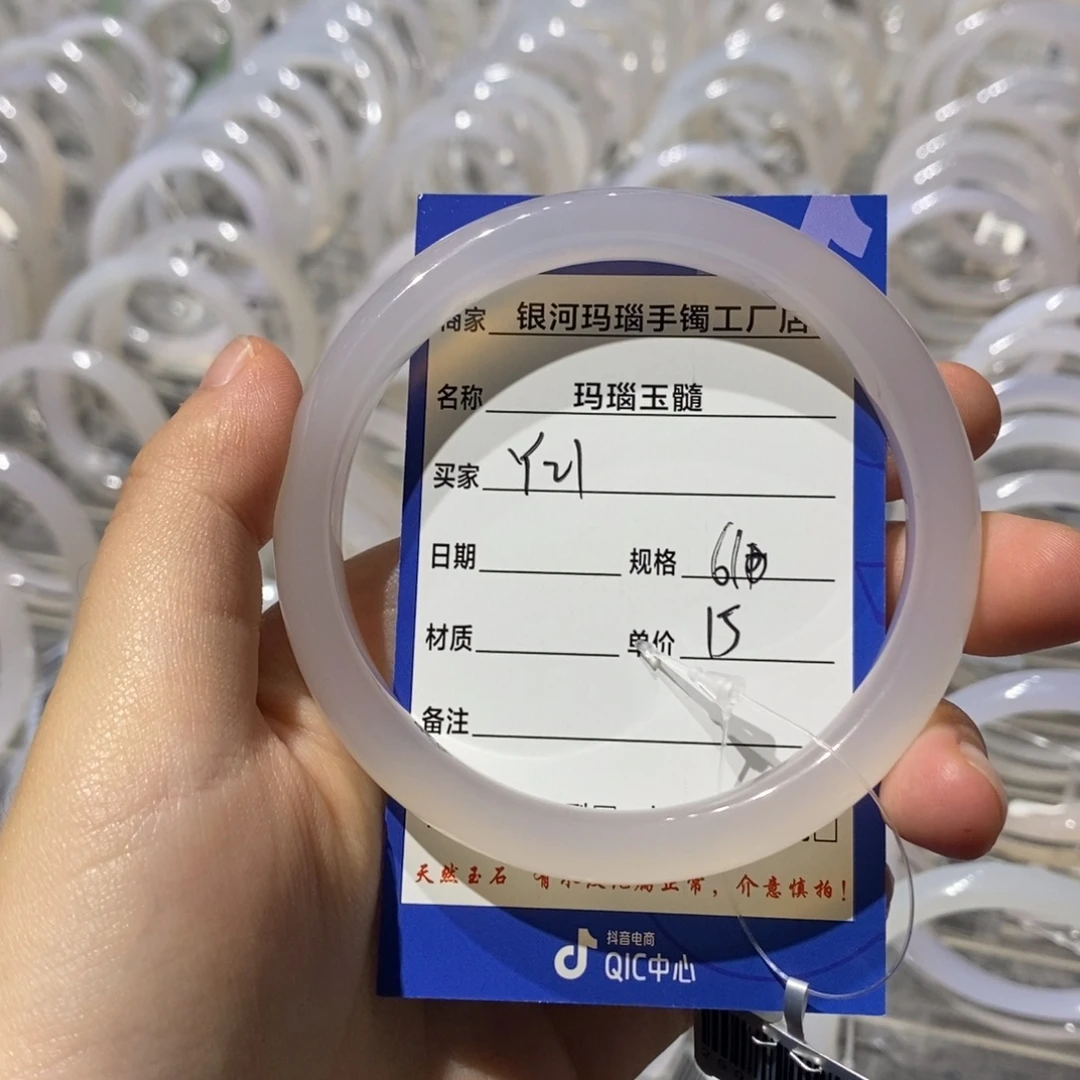 商家 银河玛瑙手镯工厂店
名称 玛瑙玉髓
买家 Y21
日期 规格
材质 单价 15
备注
天然玉石 介意慎拍！
抖音电商
QIC中心